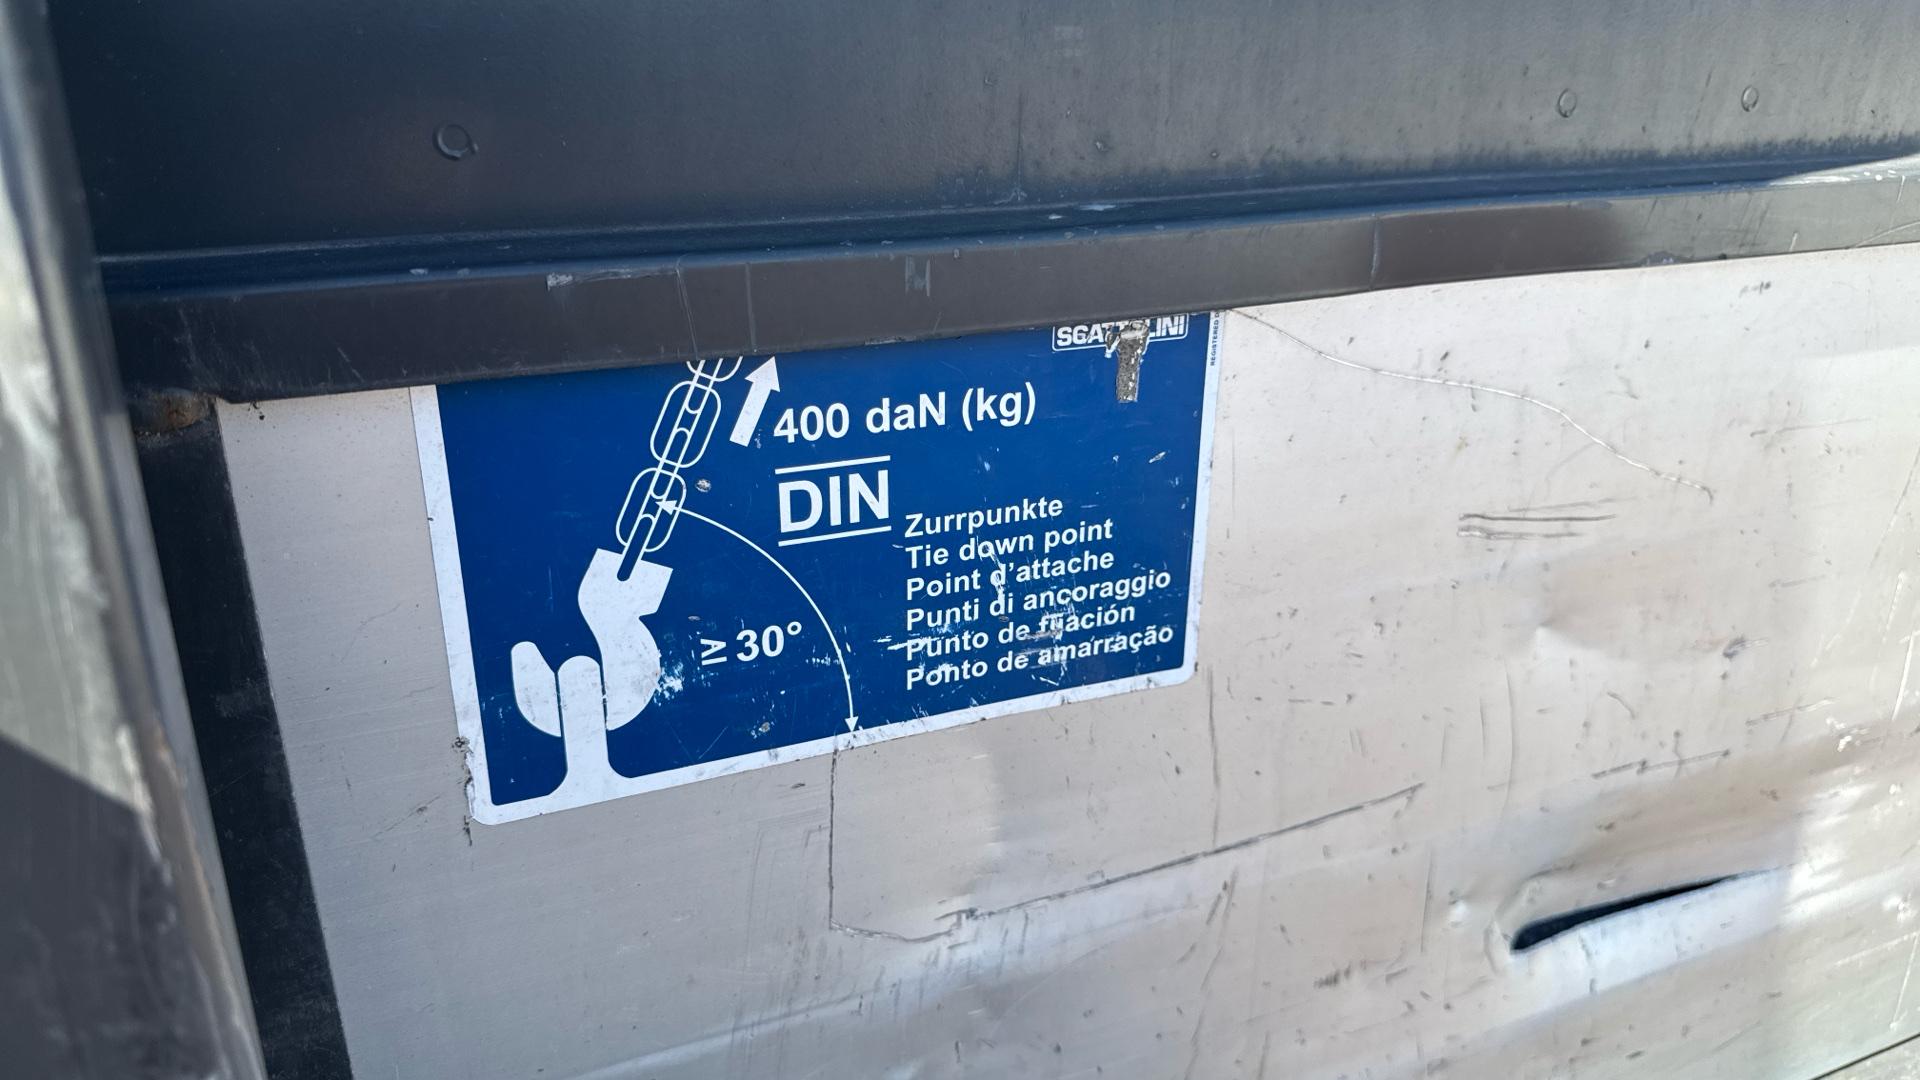 SCATTOLINI
REGISTERED
400 daN (kg)
DIN
Zurrpunkte
Tie down point
Point d'attache
Punti di ancoraggio
Punto de fijación
Ponto de amarração
≥ 30°